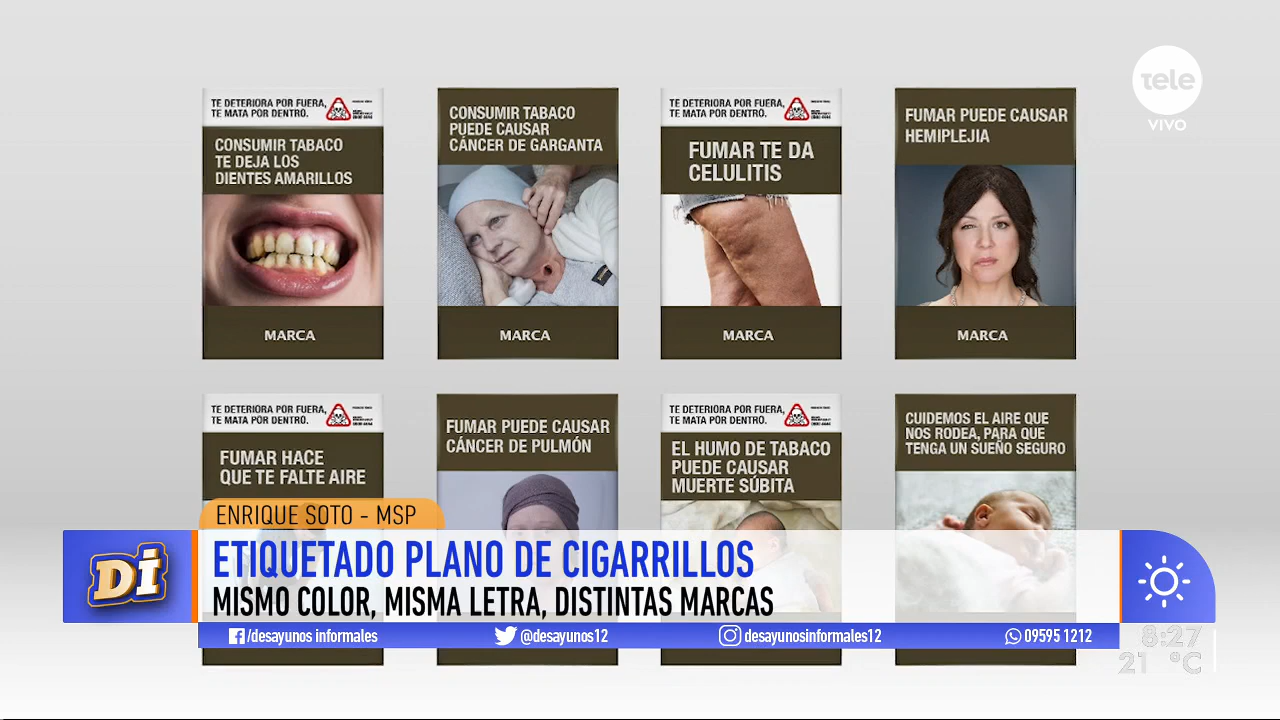 tele
VIVO
TE DETERIORA POR FUERA,
TE MATA POR DENTRO.
CONSUMIR TABACO
TE DEJA LOS
DIENTES AMARILLOS
MARCA
CONSUMIR TABACO
PUEDE CAUSAR
CÁNCER DE GARGANTA
MARCA
TE DETERIORA POR FUERA,
TE MATA POR DENTRO.
FUMAR TE DA
CELULITIS
MARCA
FUMAR PUEDE CAUSAR
HEMIPLEJIA
MARCA
TE DETERIORA POR FUERA,
TE MATA POR DENTRO.
FUMAR HACE
QUE TE FALTE AIRE
FUMAR PUEDE CAUSAR
CÁNCER DE PULMÓN
TE DETERIORA POR FUERA,
TE MATA POR DENTRO.
EL HUMO DE TABACO
PUEDE CAUSAR
MUERTE SÚBITA
CUIDEMOS EL AIRE QUE
NOS RODEA, PARA QUE
TENGA UN SUEÑO SEGURO
ENRIQUE SOTO - MSP
Di
ETIQUETADO PLANO DE CIGARRILLOS
MISMO COLOR, MISMA LETRA, DISTINTAS MARCAS
/desayunos informales
@desayunos12
desayunosinformales12
09595 1212
8:27
21 °C